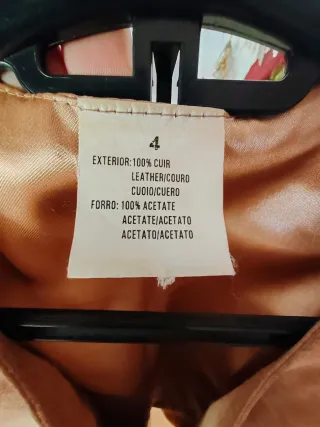 4
EXTERIOR: 100% CUIR
LEATHER/COURO
CUOIO/CUERO
FORRO: 100% ACETATE
ACETATE/ACETATO
ACETATO/ACETATO